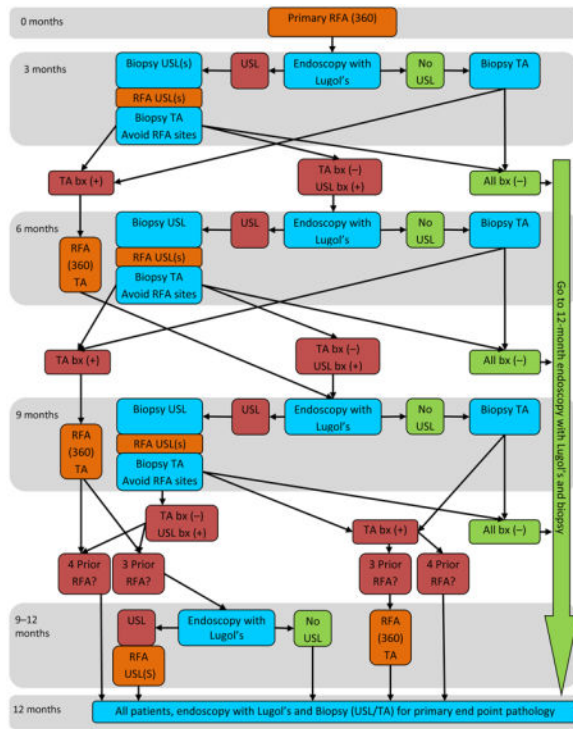 0 months
Primary RFA (360)
3 months
Biopsy USL(s)
USL
Endoscopy with
Lugol's
No
USL
Biopsy TA
RFA USL(s)
Biopsy TA
Avoid RFA sites
TA bx (+)
TA bx (–)
USL bx (+)
All bx (–)
6 months
RFA
(360)
TA
Biopsy USL
USL
Endoscopy with
Lugol's
No
USL
Biopsy TA
RFA USL(s)
Biopsy TA
Avoid RFA sites
TA bx (+)
TA bx (–)
USL bx (+)
All bx (–)
9 months
RFA
(360)
TA
Biopsy USL
USL
Endoscopy with
Lugol's
No
USL
Biopsy TA
RFA USL(s)
Biopsy TA
Avoid RFA sites
TA bx (–)
USL bx (+)
TA bx (+)
All bx (–)
4 Prior
RFA?
3 Prior
RFA?
3 Prior
RFA?
4 Prior
RFA?
9–12
months
USL
Endoscopy with
Lugol's
No
USL
RFA
(360)
TA
RFA
USL(S)
12 months
All patients, endoscopy with Lugol's and Biopsy (USL/TA) for primary end point pathology
Go to 12-month endoscopy with Lugol's and biopsy